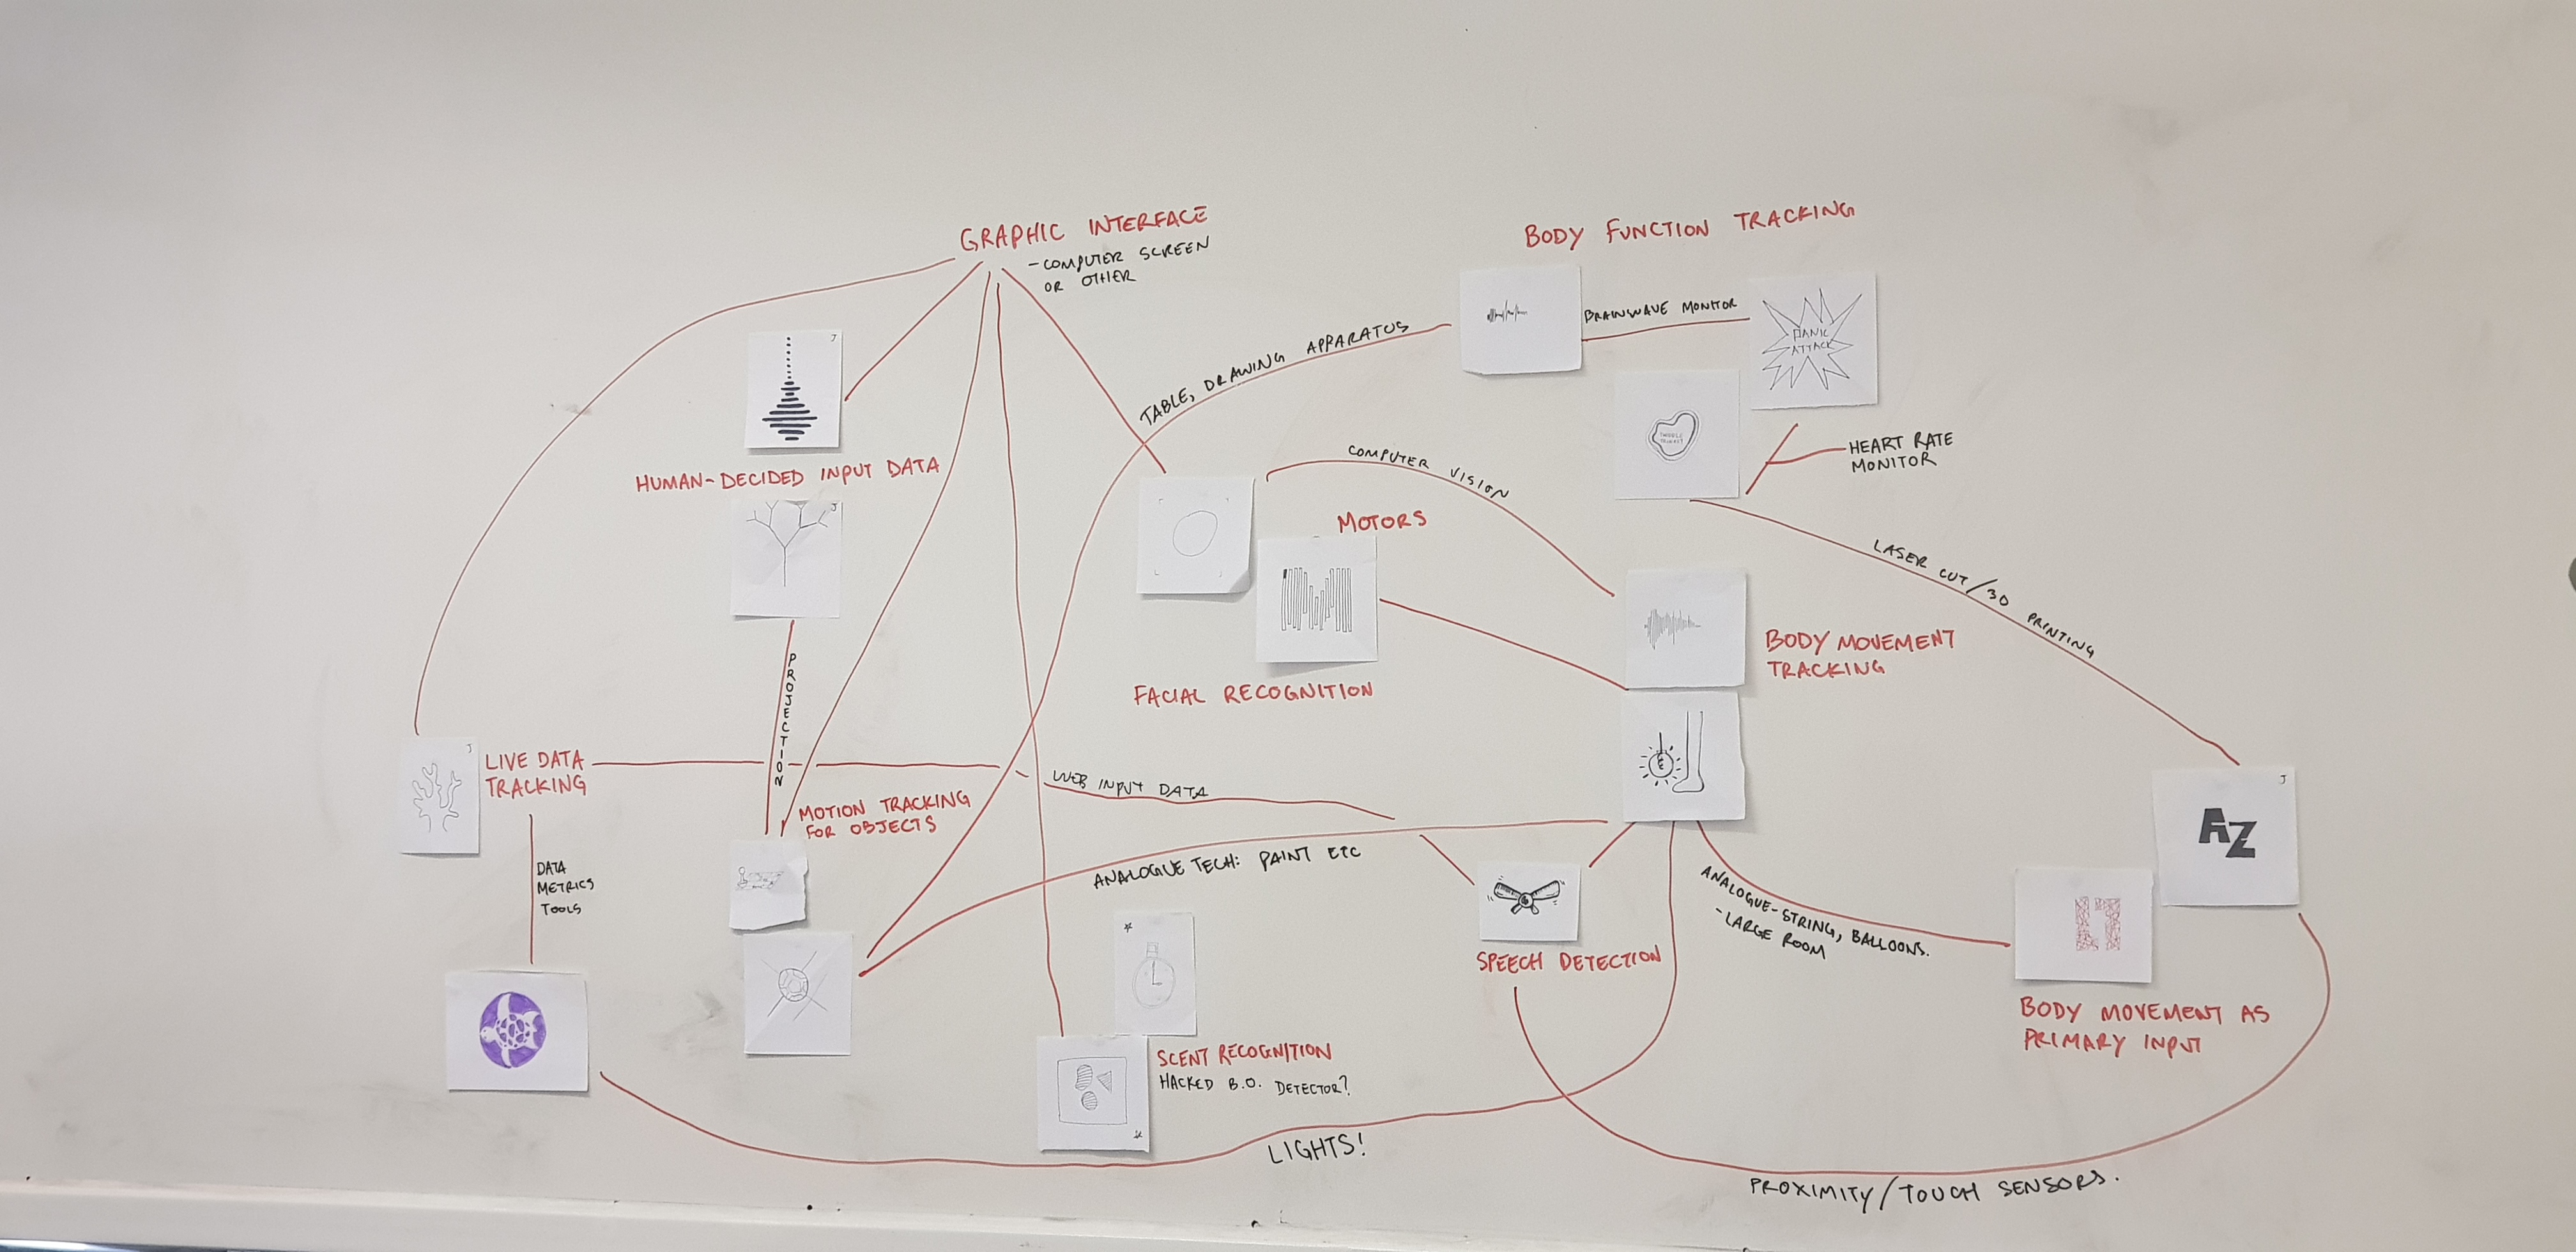 GRAPHIC INTERFACE
- COMPUTER SCREEN
OR OTHER
BODY FUNCTION TRACKING
BRAINWAVE MONITOR
PANIC
ATTACK
J
TABLE, DRAWING APPARATUS
HEART RATE
MONITOR
HUMAN-DECIDED INPUT DATA
J
COMPUTER VISION
MOTORS
LASER CUT/3D PRINTING
PROJECTION
BODY MOVEMENT
TRACKING
FACIAL RECOGNITION
J
LIVE DATA
TRACKING
WEB INPUT DATA
MOTION TRACKING
FOR OBJECTS
J
AZ
DATA
METRICS
TOOLS
ANALOGUE TECH: PAINT ETC
ANALOGUE-STRING, BALLOONS.
- LARGE ROOM
SPEECH DETECTION
BODY MOVEMENT AS
PRIMARY INPUT
SCENT RECOGNITION
HACKED B.O. DETECTOR?
LIGHTS!
PROXIMITY/TOUCH SENSORS.